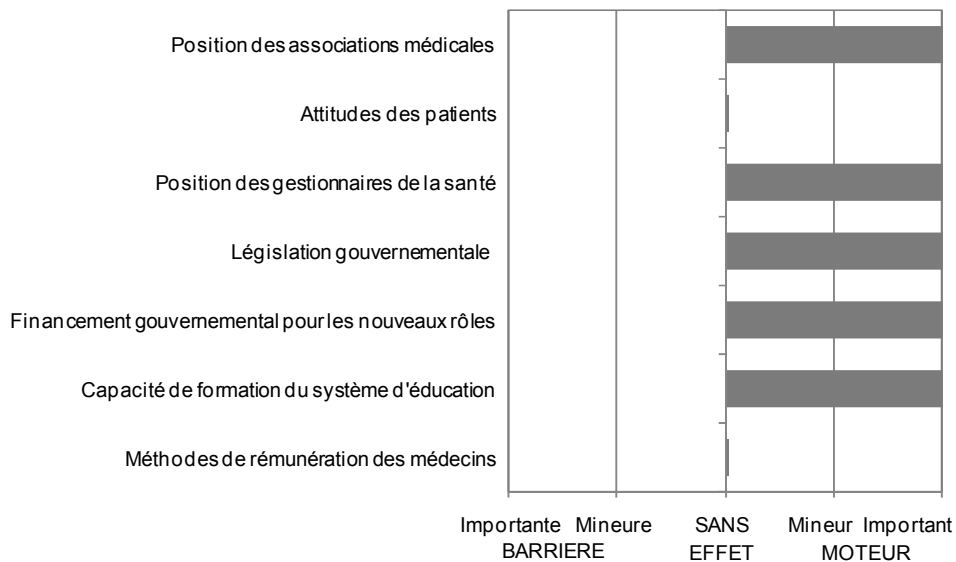 Position des associations médicales
Attitudes des patients
Position des gestionnaires de la santé
Législation gouvernementale
Financement gouvernemental pour les nouveaux rôles
Capacité de formation du système d'éducation
Méthodes de rémunération des médecins
Importante Mineure SANS Mineur Important
BARRIERE EFFET MOTEUR